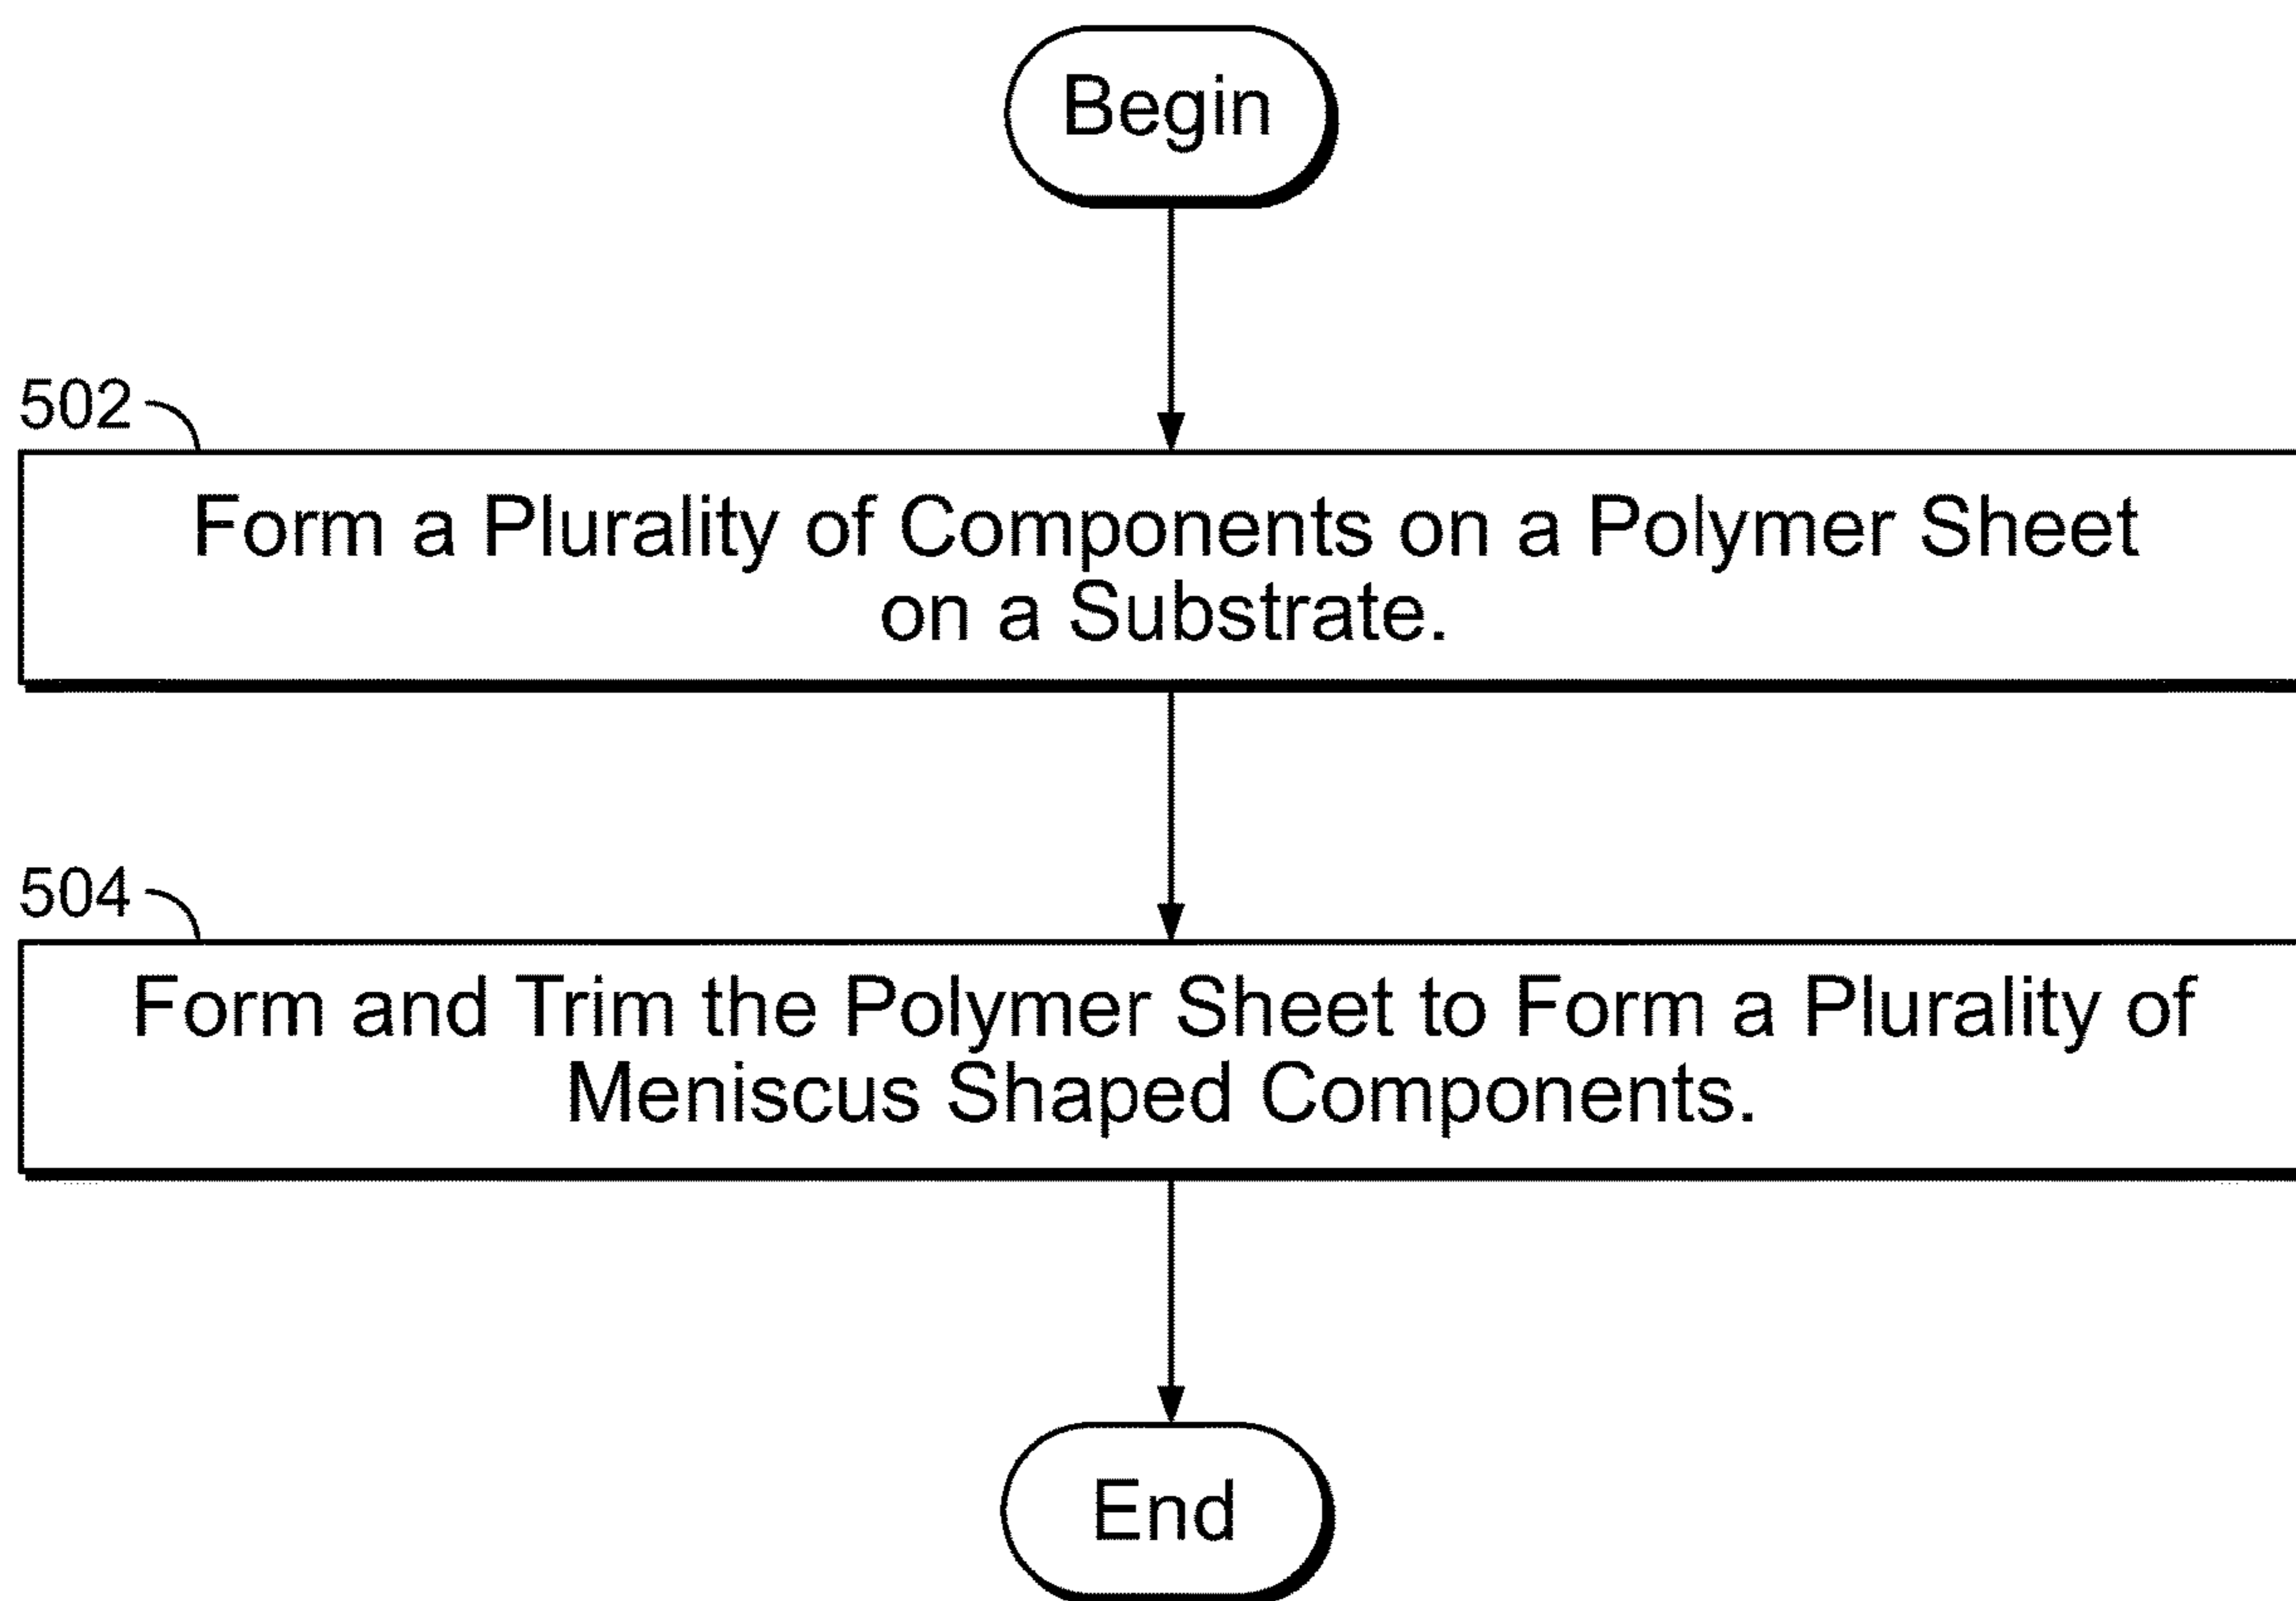 Begin
502
Form a Plurality of Components on a Polymer Sheet
on a Substrate.
504
Form and Trim the Polymer Sheet to Form a Plurality of
Meniscus Shaped Components.
End